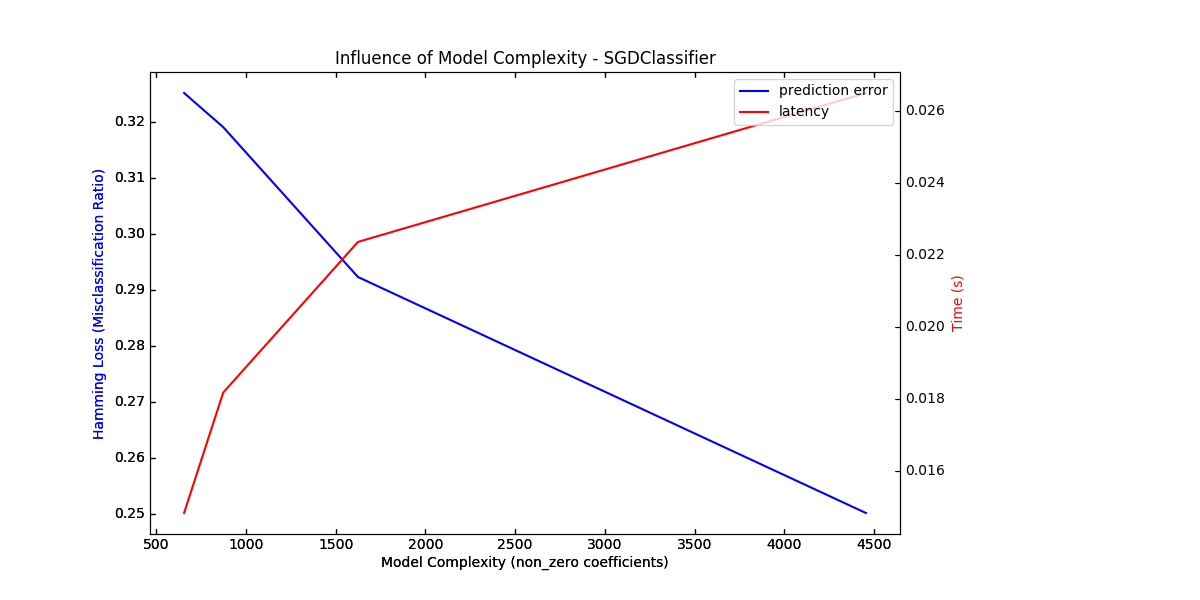 Influence of Model Complexity - SGDClassifier
prediction error
latency
0.32
0.31
0.30
0.29
0.28
0.27
0.26
0.25
Hamming Loss (Misclassification Ratio)
0.026
0.024
0.022
0.020
0.018
0.016
Time (s)
500 1000 1500 2000 2500 3000 3500 4000 4500
Model Complexity (non_zero coefficients)